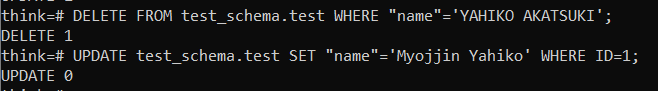 think=# DELETE FROM test_schema.test WHERE "name"='YAHIKO AKATSUKI';
DELETE 1
think=# UPDATE test_schema.test SET "name"='Myojjin Yahiko' WHERE ID=1;
UPDATE 0